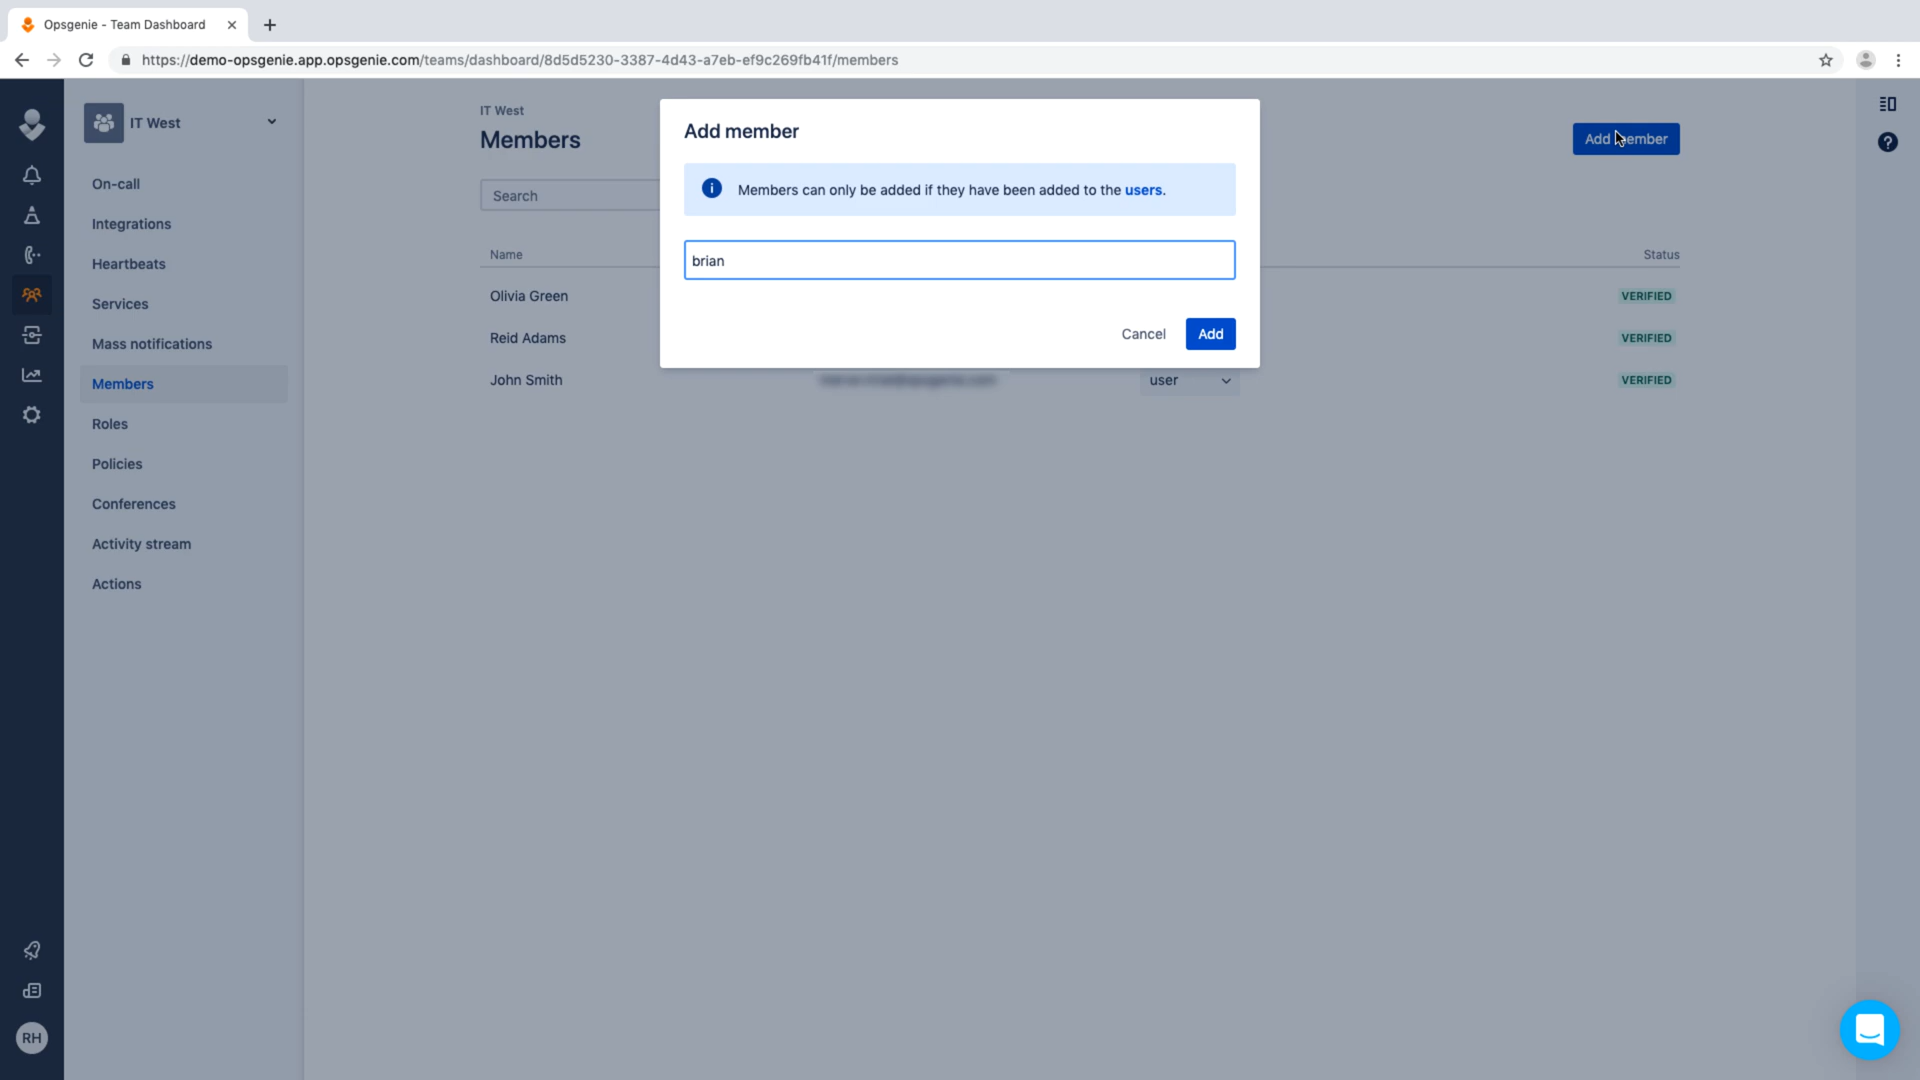 Opsgenie - Team Dashboard
https://demo-opsgenie.app.opsgenie.com/teams/dashboard/8d5d5230-3387-4d43-a7eb-ef9c269fb41f/members
IT West
On-call
Integrations
Heartbeats
Services
Mass notifications
Members
Roles
Policies
Conferences
Activity stream
Actions
RH
IT West
Members
Add member
Search
Name
Status
Olivia Green
VERIFIED
Reid Adams
VERIFIED
John Smith
user
VERIFIED
Add member
Members can only be added if they have been added to the users.
brian
Cancel
Add